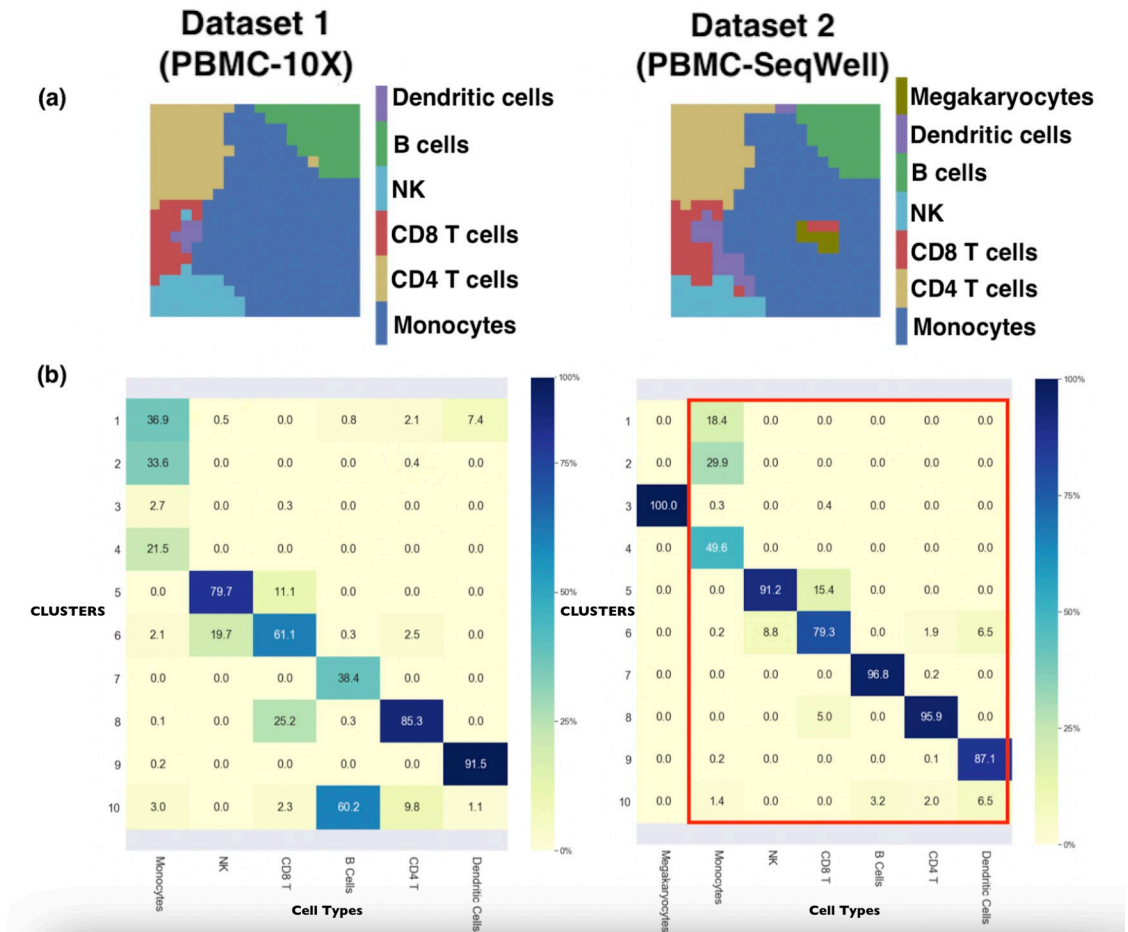 Dataset 1
(PBMC-10X)
Dataset 2
(PBMC-SeqWell)
(a)
Dendritic cells
B cells
NK
CD8 T cells
CD4 T cells
Monocytes
Megakaryocytes
Dendritic cells
B cells
NK
CD8 T cells
CD4 T cells
Monocytes
(b)
1 36.9 0.5 0.0 0.8 2.1 7.4
2 33.6 0.0 0.0 0.0 0.4 0.0
3 2.7 0.0 0.3 0.0 0.0 0.0
4 21.5 0.0 0.0 0.0 0.0 0.0
5 0.0 79.7 11.1 0.0 0.0 0.0
CLUSTERS
6 2.1 19.7 61.1 0.3 2.5 0.0
7 0.0 0.0 0.0 38.4 0.0 0.0
8 0.1 0.0 25.2 0.3 85.3 0.0
9 0.2 0.0 0.0 0.0 0.0 91.5
10 3.0 0.0 2.3 60.2 9.8 1.1
Monocytes NK CD8 T B Cells CD4 T Dendritic Cells
Cell Types
100%
75%
50%
25%
0%
1 0.0 18.4 0.0 0.0 0.0 0.0 0.0
2 0.0 29.9 0.0 0.0 0.0 0.0 0.0
3 100.0 0.3 0.0 0.4 0.0 0.0 0.0
4 0.0 49.6 0.0 0.0 0.0 0.0 0.0
5 0.0 0.0 91.2 15.4 0.0 0.0 0.0
CLUSTERS
6 0.0 0.2 8.8 79.3 0.0 1.9 6.5
7 0.0 0.0 0.0 0.0 96.8 0.2 0.0
8 0.0 0.0 0.0 5.0 0.0 95.9 0.0
9 0.0 0.2 0.0 0.0 0.0 0.1 87.1
10 0.0 1.4 0.0 0.0 3.2 2.0 6.5
Megakaryocytes Monocytes NK CD8 T B Cells CD4 T Dendritic Cells
Cell Types
100%
75%
50%
25%
0%